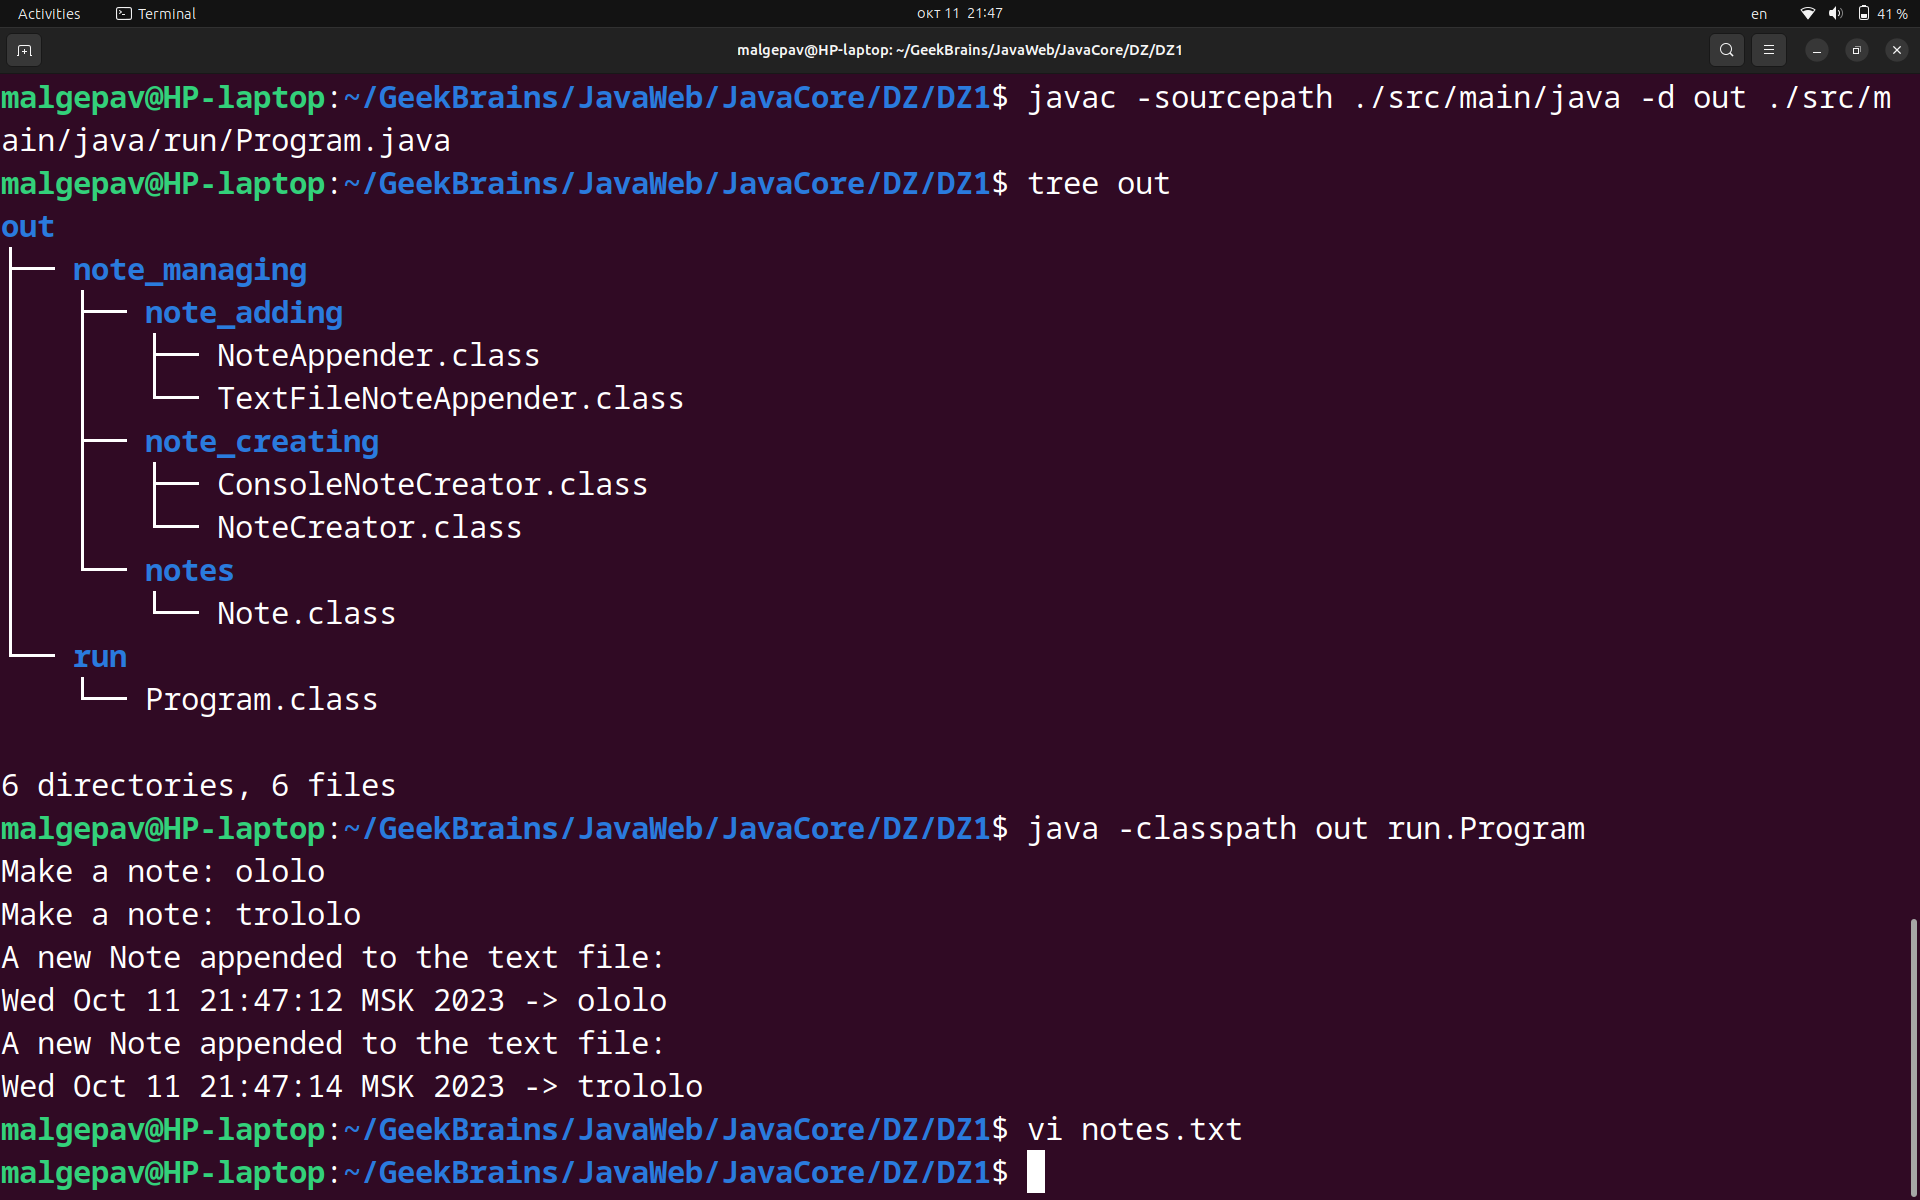 Activities Terminal окт 11 21:47 en 41 %
malgepav@HP-laptop: ~/GeekBrains/JavaWeb/JavaCore/DZ/DZ1
malgepav@HP-laptop:~/GeekBrains/JavaWeb/JavaCore/DZ/DZ1$ javac -sourcepath ./src/main/java -d out ./src/m
ain/java/run/Program.java
malgepav@HP-laptop:~/GeekBrains/JavaWeb/JavaCore/DZ/DZ1$ tree out
out
├── note_managing
│   ├── note_adding
│   │   ├── NoteAppender.class
│   │   └── TextFileNoteAppender.class
│   ├── note_creating
│   │   ├── ConsoleNoteCreator.class
│   │   └── NoteCreator.class
│   └── notes
│       └── Note.class
└── run
    └── Program.class
6 directories, 6 files
malgepav@HP-laptop:~/GeekBrains/JavaWeb/JavaCore/DZ/DZ1$ java -classpath out run.Program
Make a note: ololo
Make a note: trololo
A new Note appended to the text file:
Wed Oct 11 21:47:12 MSK 2023 -> ololo
A new Note appended to the text file:
Wed Oct 11 21:47:14 MSK 2023 -> trololo
malgepav@HP-laptop:~/GeekBrains/JavaWeb/JavaCore/DZ/DZ1$ vi notes.txt
malgepav@HP-laptop:~/GeekBrains/JavaWeb/JavaCore/DZ/DZ1$